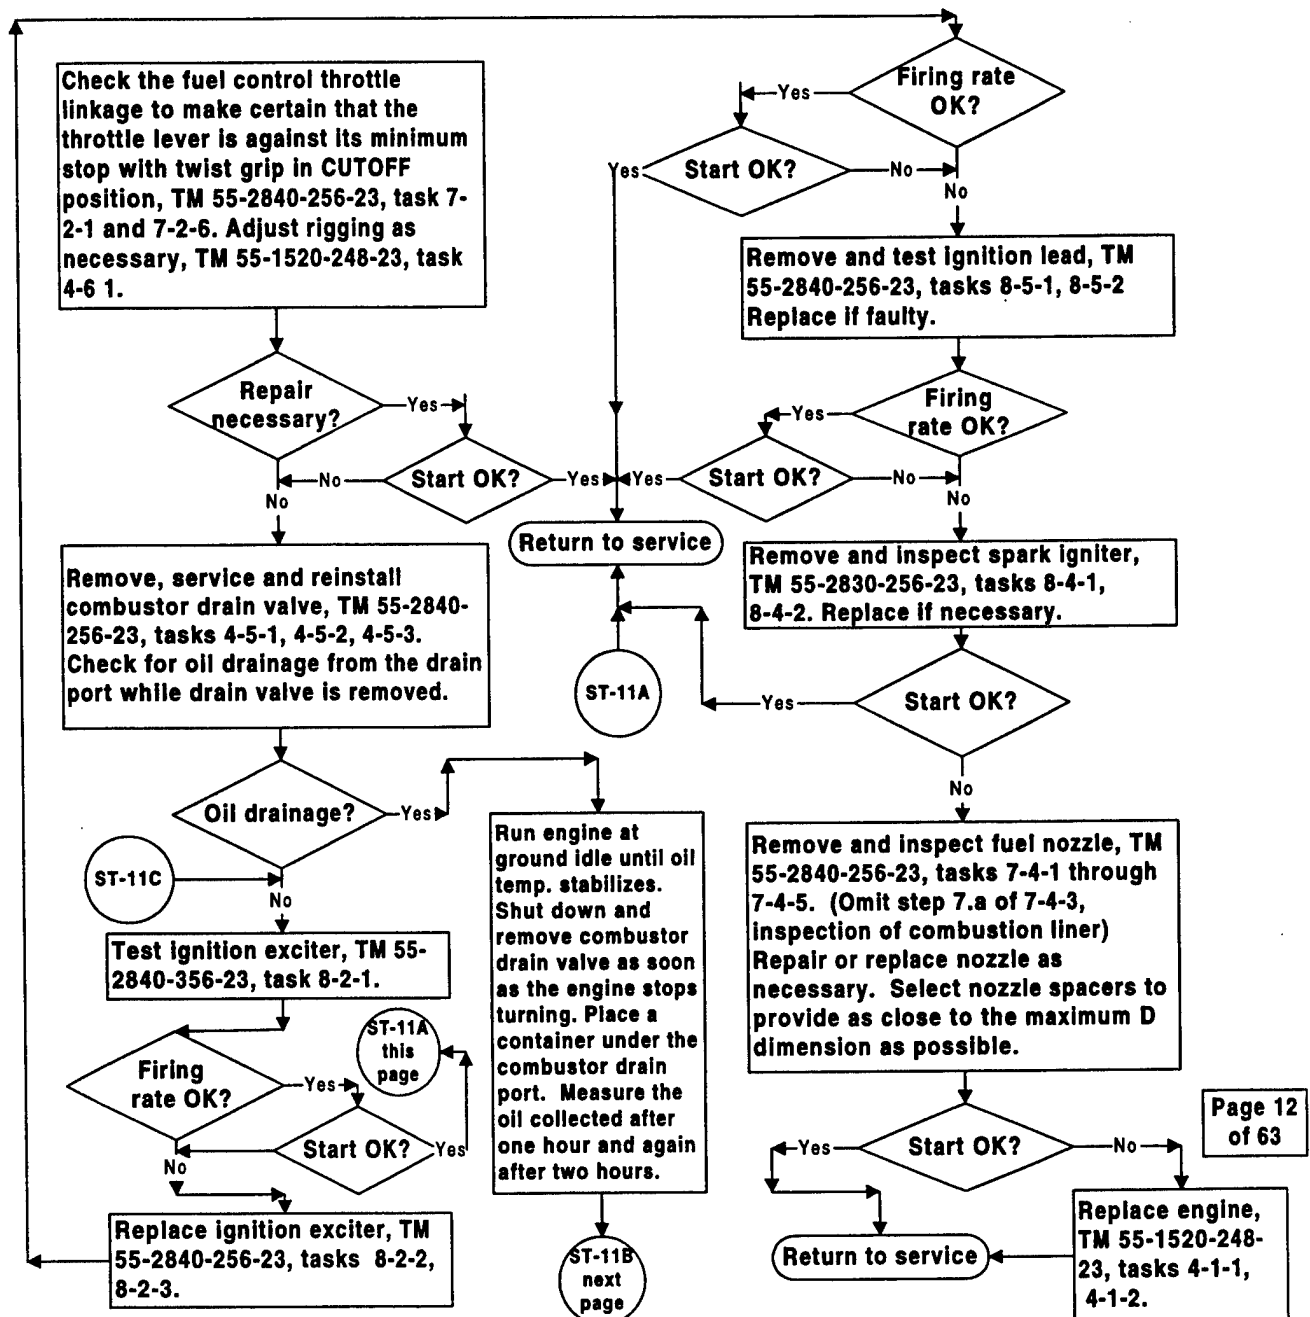 Check the fuel control throttle
linkage to make certain that the
throttle lever is against its minimum
stop with twist grip in CUTOFF
position, TM 55-2840-256-23, task 7-
2-1 and 7-2-6. Adjust rigging as
necessary, TM 55-1520-248-23, task
4-6 1.
Repair
necessary?
Yes
Start OK?
No
Yes
No
Remove, service and reinstall
combustor drain valve, TM 55-2840-
256-23, tasks 4-5-1, 4-5-2, 4-5-3.
Check for oil drainage from the drain
port while drain valve is removed.
Oil drainage?
Yes
ST-11C
No
Test ignition exciter, TM 55-
2840-356-23, task 8-2-1.
Firing
rate OK?
Yes
Start OK?
Yes
ST-11A
this
page
No
Replace ignition exciter, TM
55-2840-256-23, tasks 8-2-2,
8-2-3.
Run engine at
ground idle until oil
temp. stabilizes.
Shut down and
remove combustor
drain valve as soon
as the engine stops
turning. Place a
container under the
combustor drain
port. Measure the
oil collected after
one hour and again
after two hours.
ST-11B
next
page
Firing rate
OK?
Yes
Start OK?
Yes
No
No
Remove and test ignition lead, TM
55-2840-256-23, tasks 8-5-1, 8-5-2
Replace if faulty.
Firing
rate OK?
Yes
Start OK?
Yes
No
No
Return to service
ST-11A
Remove and inspect spark igniter,
TM 55-2830-256-23, tasks 8-4-1,
8-4-2. Replace if necessary.
Start OK?
Yes
No
Remove and inspect fuel nozzle, TM
55-2840-256-23, tasks 7-4-1 through
7-4-5. (Omit step 7.a of 7-4-3,
inspection of combustion liner)
Repair or replace nozzle as
necessary. Select nozzle spacers to
provide as close to the maximum D
dimension as possible.
Start OK?
Yes
No
Return to service
Replace engine,
TM 55-1520-248-
23, tasks 4-1-1,
4-1-2.
Page 12
of 63